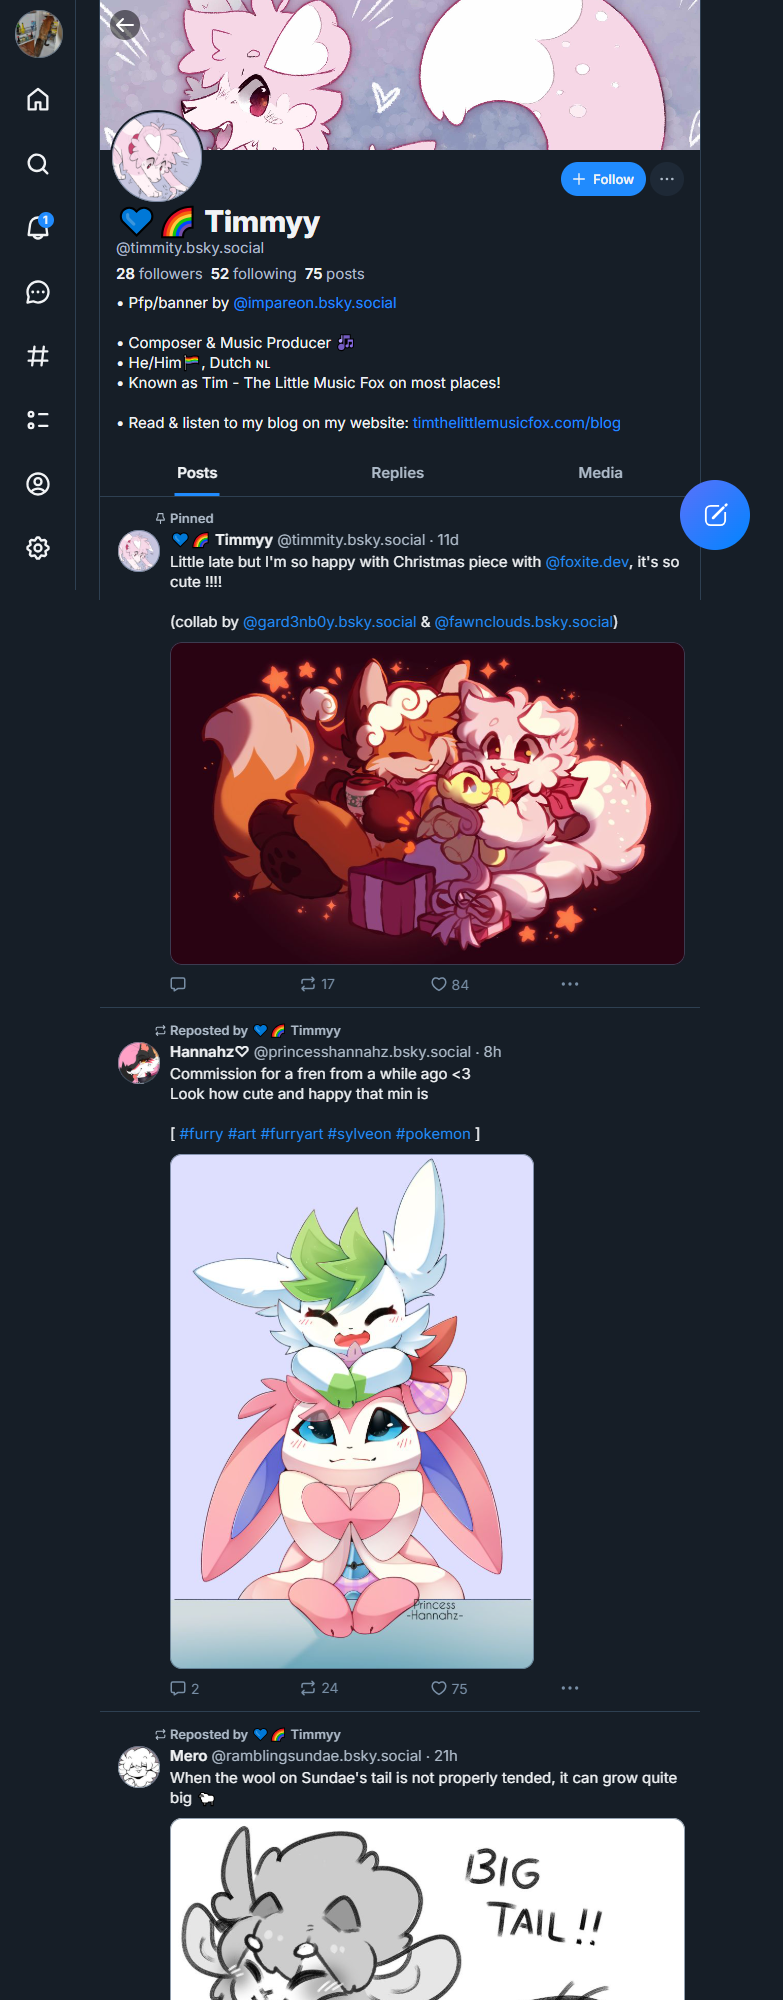 1
+ Follow
💙🌈 Timmyy
@timmity.bsky.social
28 followers 52 following 75 posts
• Pfp/banner by @impareon.bsky.social
• Composer & Music Producer 🎶
• He/Him🏳️‍🌈, Dutch NL
• Known as Tim - The Little Music Fox on most places!
• Read & listen to my blog on my website: timthelittlemusicfox.com/blog
Posts Replies Media
Pinned
💙🌈 Timmyy @timmity.bsky.social · 11d
Little late but I'm so happy with Christmas piece with @foxite.dev, it's so
cute !!!!
(collab by @gard3nb0y.bsky.social & @fawnclouds.bsky.social)
17 84
Reposted by 💙🌈 Timmyy
Hannahz♡ @princesshannahz.bsky.social · 8h
Commission for a fren from a while ago <3
Look how cute and happy that min is
[ #furry #art #furryart #sylveon #pokemon ]
Princess
-Hannahz-
2 24 75
Reposted by 💙🌈 Timmyy
Mero @ramblingsundae.bsky.social · 21h
When the wool on Sundae's tail is not properly tended, it can grow quite
big 🐑
BIG
TAIL!!